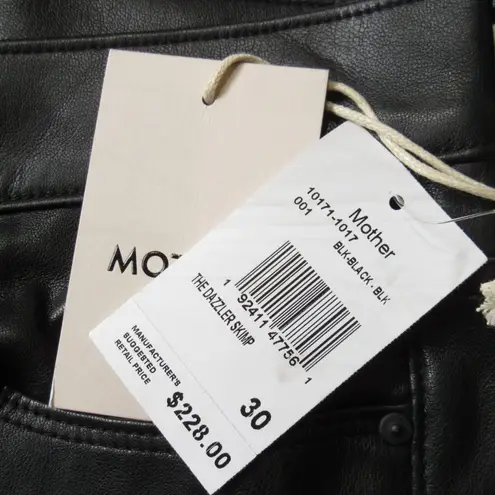 MOT
Mother
10171-1017
001
BLK-BLACK - BLK
1 92411 47756 1
THE DAZZLER SKIMP
30
MANUFACTURER'S
SUGGESTED
RETAIL PRICE
$228.00